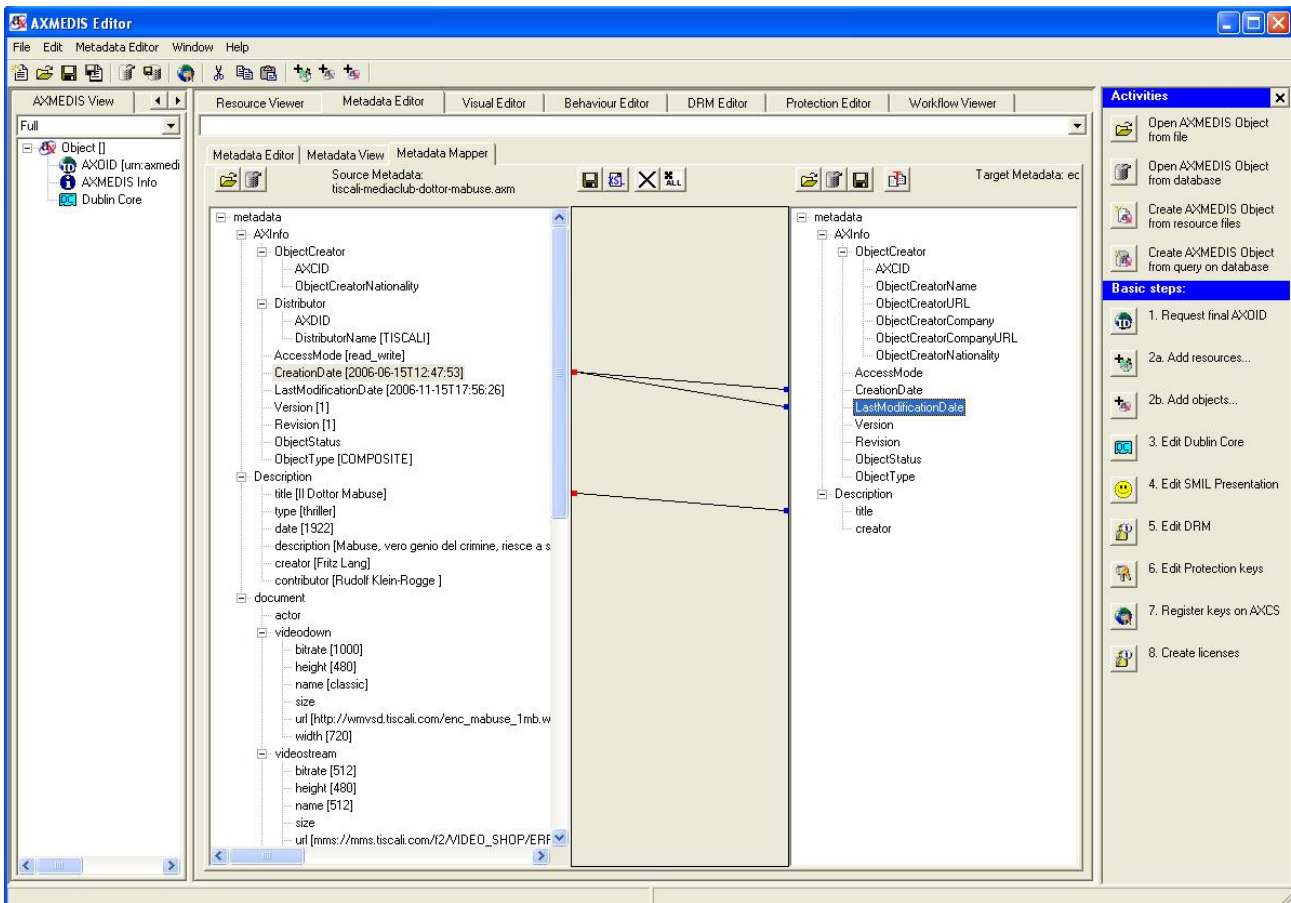 AXMEDIS Editor
File Edit Metadata Editor Window Help
AXMEDIS View
Full
Object []
AXOID [urn:axmedi
AXMEDIS Info
Dublin Core
Resource Viewer Metadata Editor Visual Editor Behaviour Editor DRM Editor Protection Editor Workflow Viewer
Metadata Editor Metadata View Metadata Mapper
Source Metadata:
tiscali-mediaclub-dottor-mabuse.axm
XSL
ALL
Target Metadata: ec
metadata
AXInfo
ObjectCreator
AXCID
ObjectCreatorNationality
Distributor
AXDID
DistributorName [TISCALI]
AccessMode [read_write]
CreationDate [2006-06-15T12:47:53]
LastModificationDate [2006-11-15T17:56:26]
Version [1]
Revision [1]
ObjectStatus
ObjectType [COMPOSITE]
Description
title [Il Dottor Mabuse]
type [thriller]
date [1922]
description [Mabuse, vero genio del crimine, riesce a s
creator [Fritz Lang]
contributor [Rudolf Klein-Rogge ]
document
actor
videodown
bitrate [1000]
height [480]
name [classic]
size
url [http://wmvsd.tiscali.com/enc_mabuse_1mb.w
width [720]
videostream
bitrate [512]
height [480]
name [512]
size
url [mms://mms.tiscali.com/f2/VIDEO_SHOP/ERF
metadata
AXInfo
ObjectCreator
AXCID
ObjectCreatorName
ObjectCreatorURL
ObjectCreatorCompany
ObjectCreatorCompanyURL
ObjectCreatorNationality
AccessMode
CreationDate
LastModificationDate
Version
Revision
ObjectStatus
ObjectType
Description
title
creator
Activities
Open AXMEDIS Object
from file
Open AXMEDIS Object
from database
Create AXMEDIS Object
from resource files
Create AXMEDIS Object
from query on database
Basic steps:
1. Request final AXOID
2a. Add resources...
2b. Add objects...
3. Edit Dublin Core
4. Edit SMIL Presentation
5. Edit DRM
6. Edit Protection keys
7. Register keys on AXCS
8. Create licenses